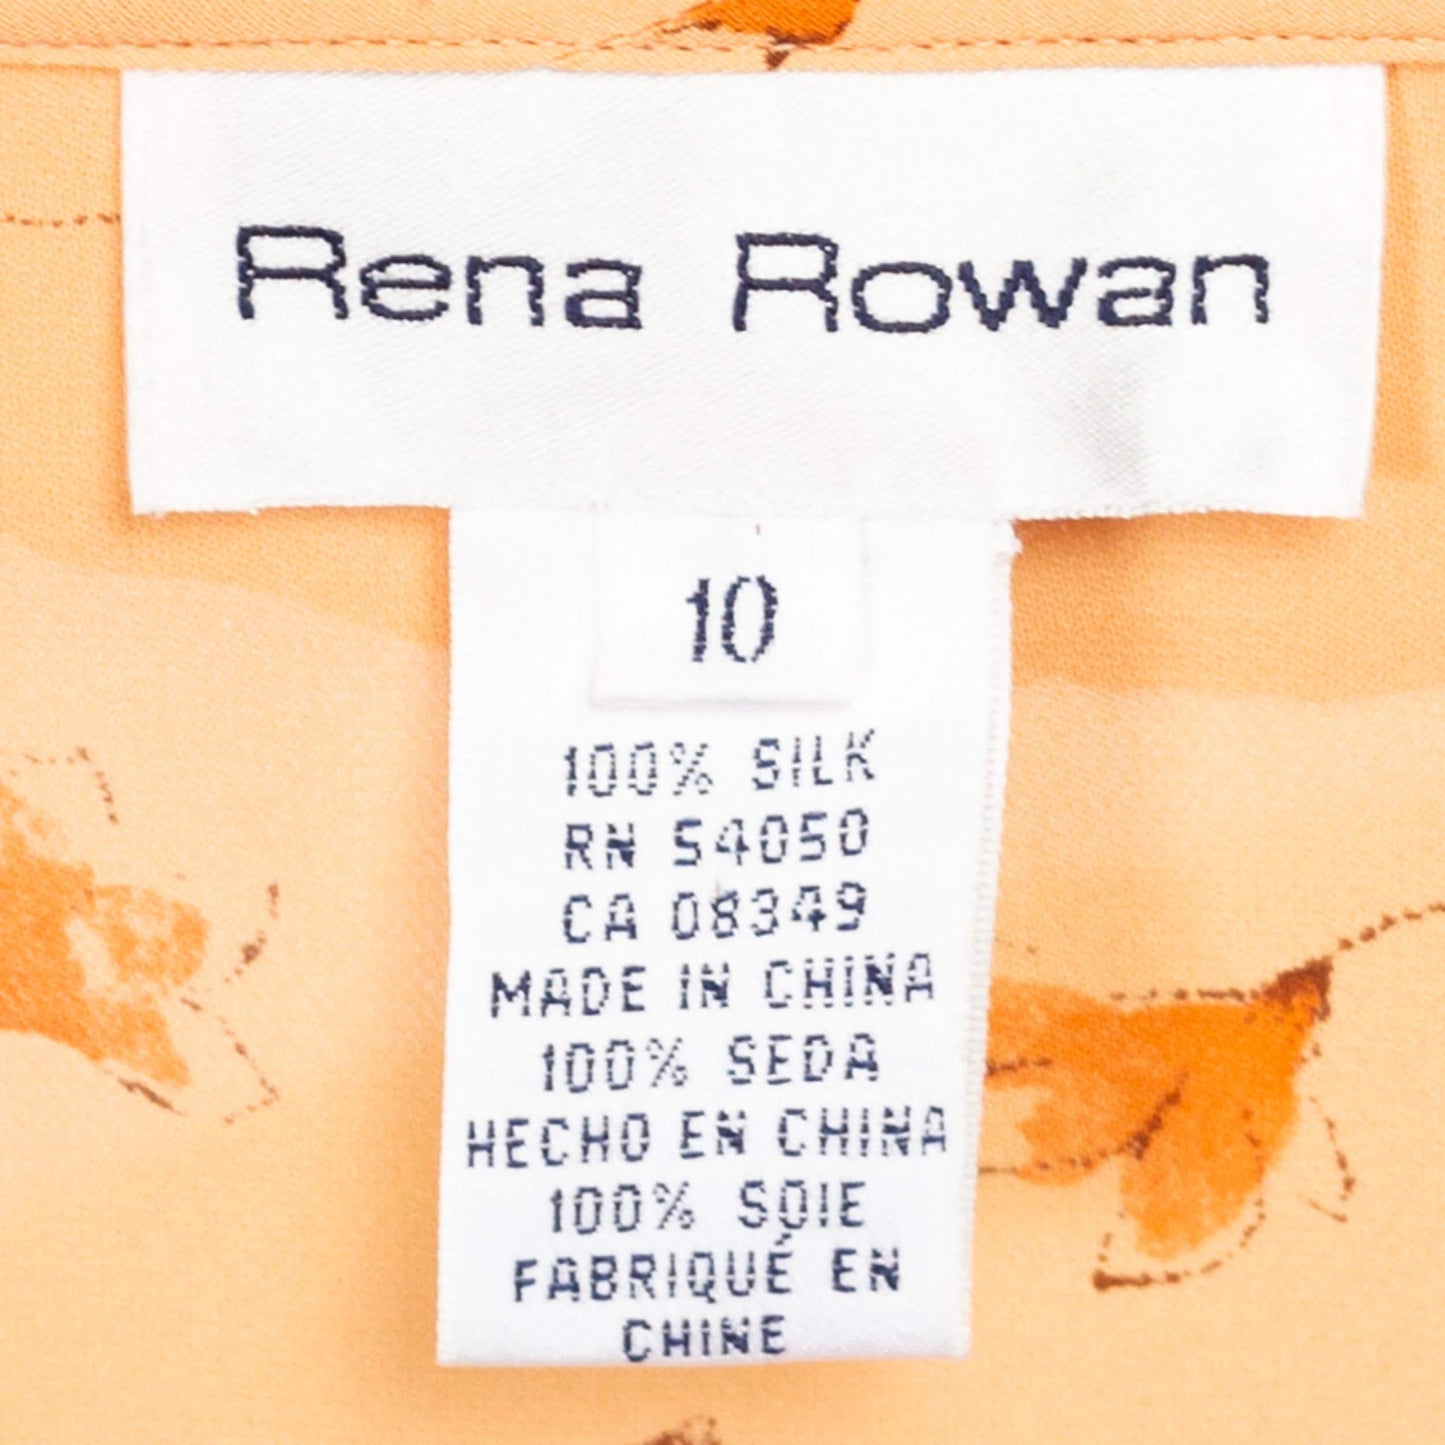 Rena Rowan
10
100% SILK
RN 54050
CA 08349
MADE IN CHINA
100% SEDA
HECHO EN CHINA
100% SOIE
FABRIQUÉ EN
CHINE